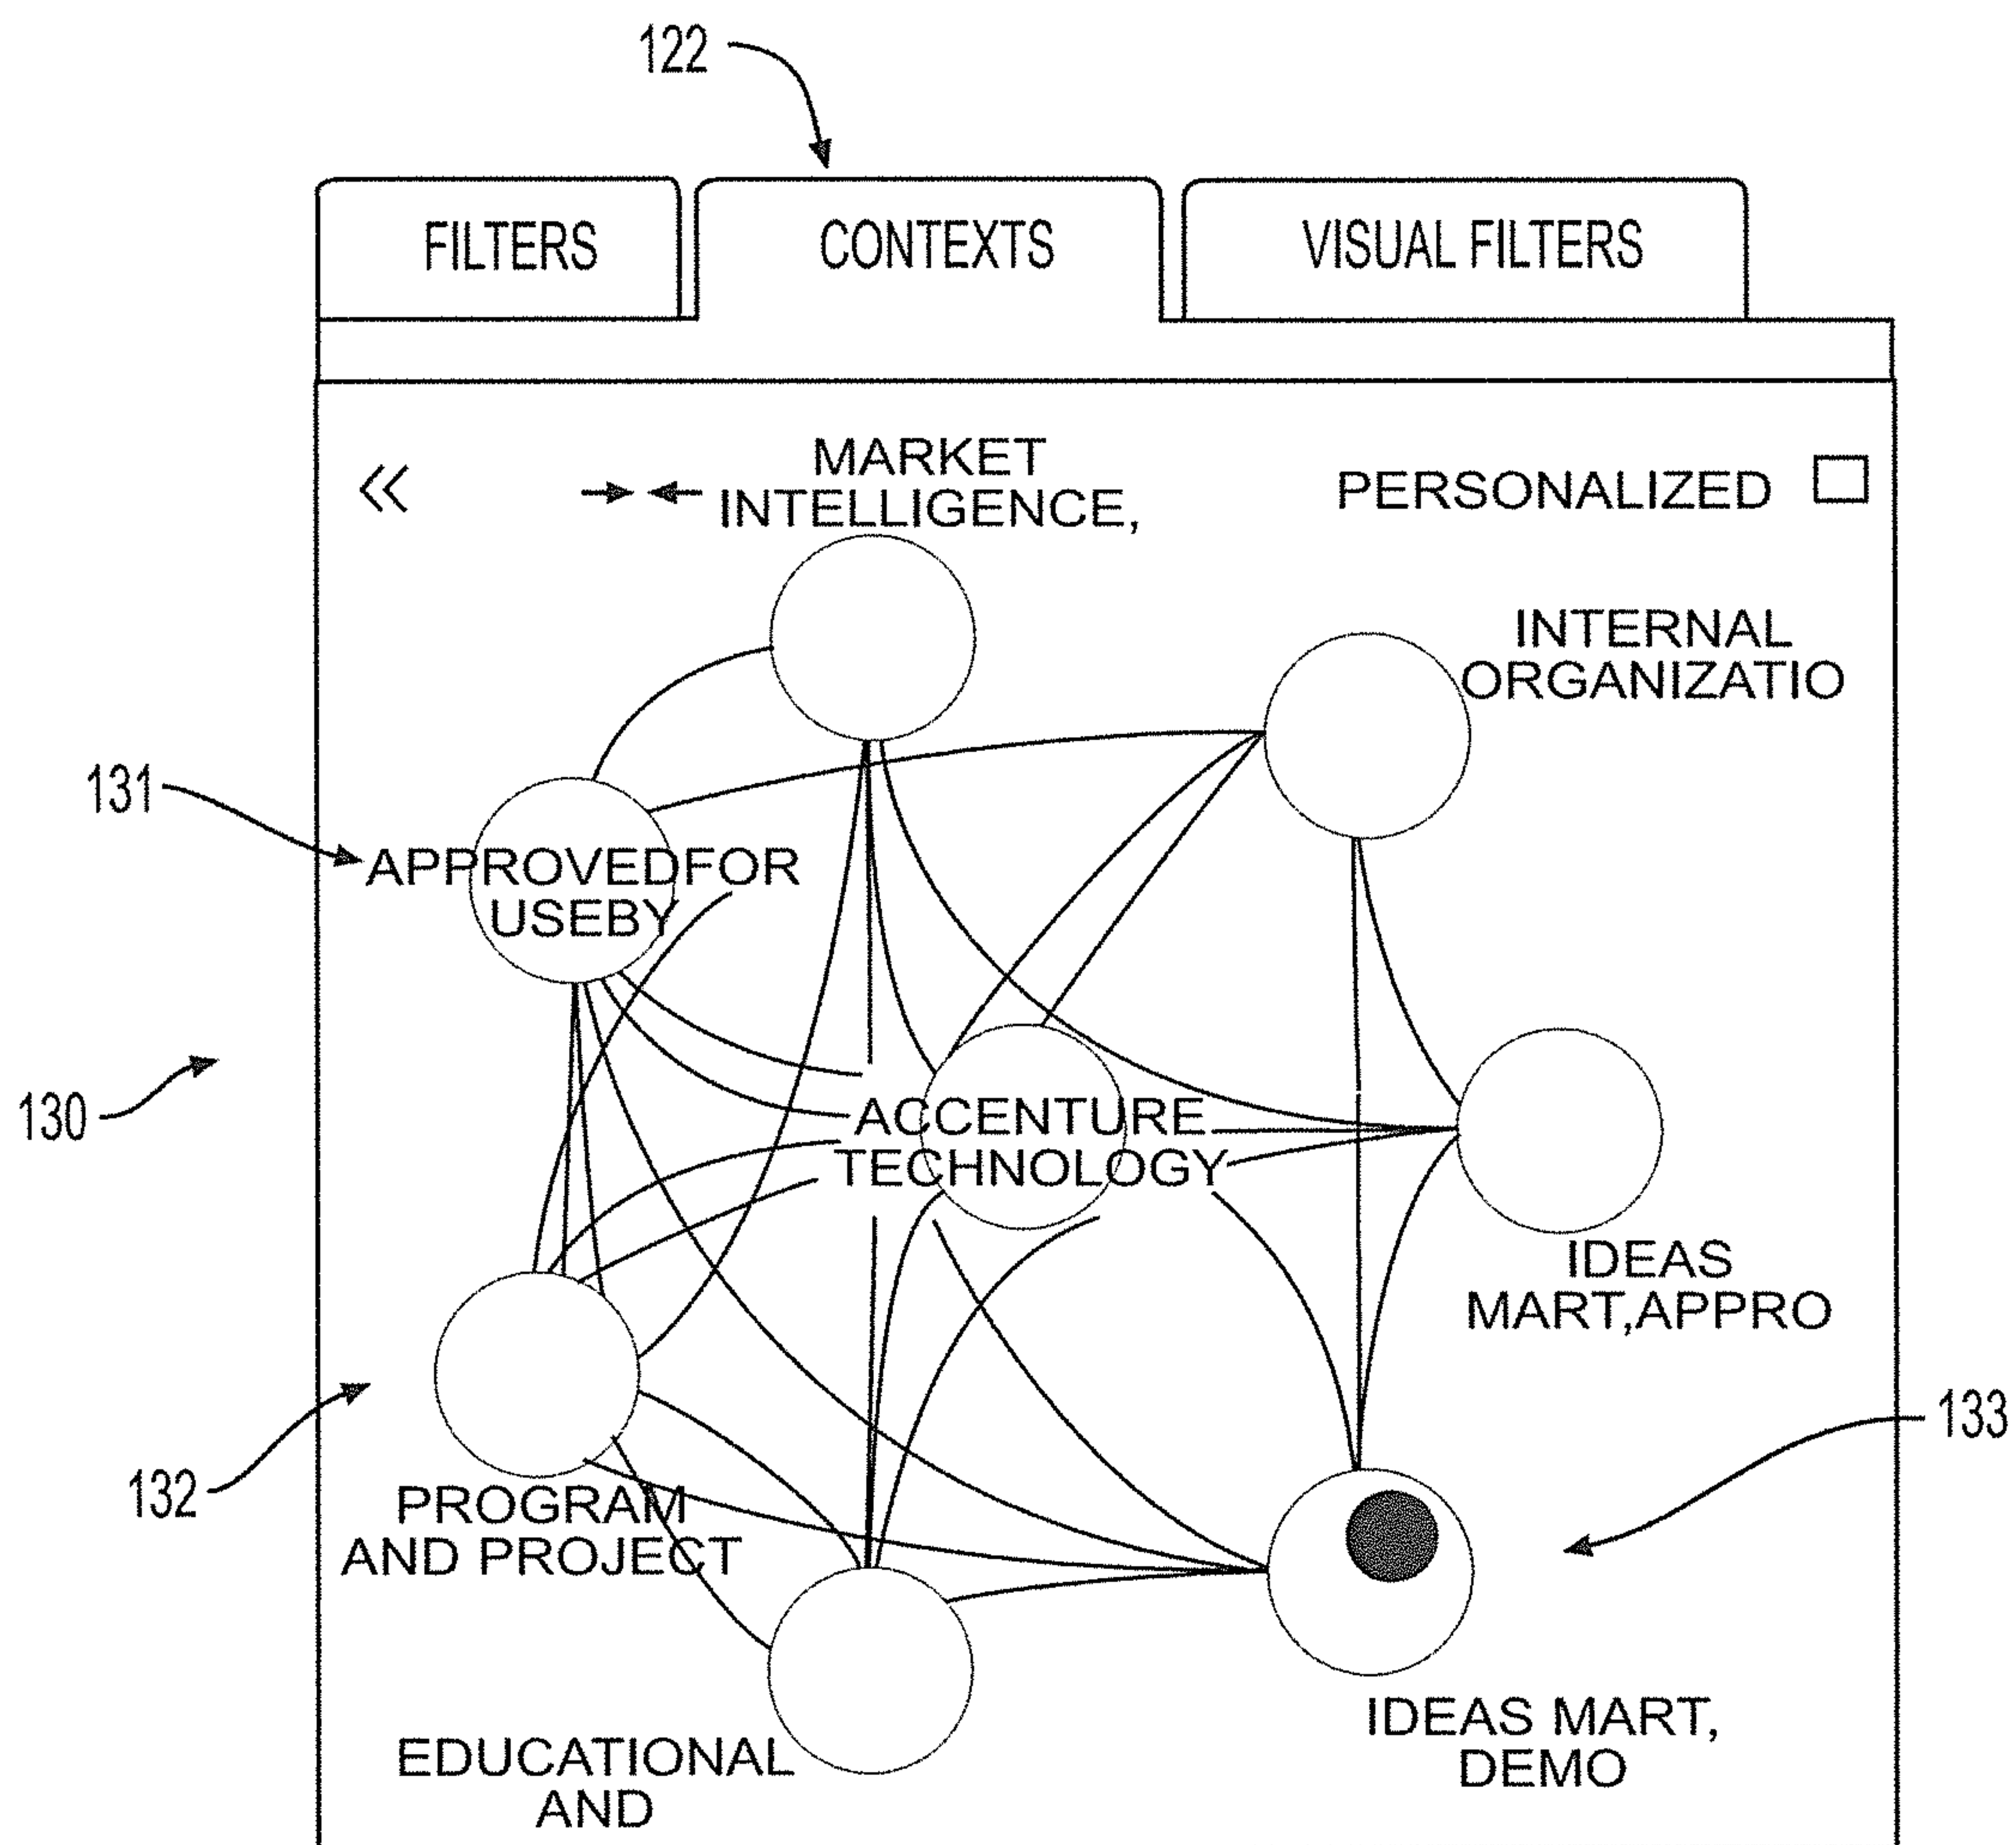 122
FILTERS
CONTEXTS
VISUAL FILTERS
<<
MARKET
INTELLIGENCE,
PERSONALIZED
INTERNAL
ORGANIZATIO
131
APPROVEDFOR
USEBY
130
ACCENTURE
TECHNOLOGY
IDEAS
MART,APPRO
132
133
PROGRAM
AND PROJECT
EDUCATIONAL
AND
IDEAS MART,
DEMO